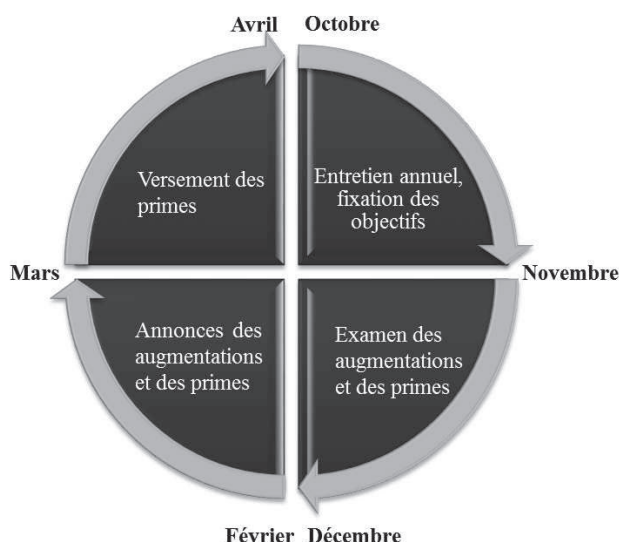 Avril Octobre
Versement des
primes
Entretien annuel,
fixation des
objectifs
Mars
Novembre
Annonces des
augmentations
et des primes
Examen des
augmentations
et des primes
Février Décembre